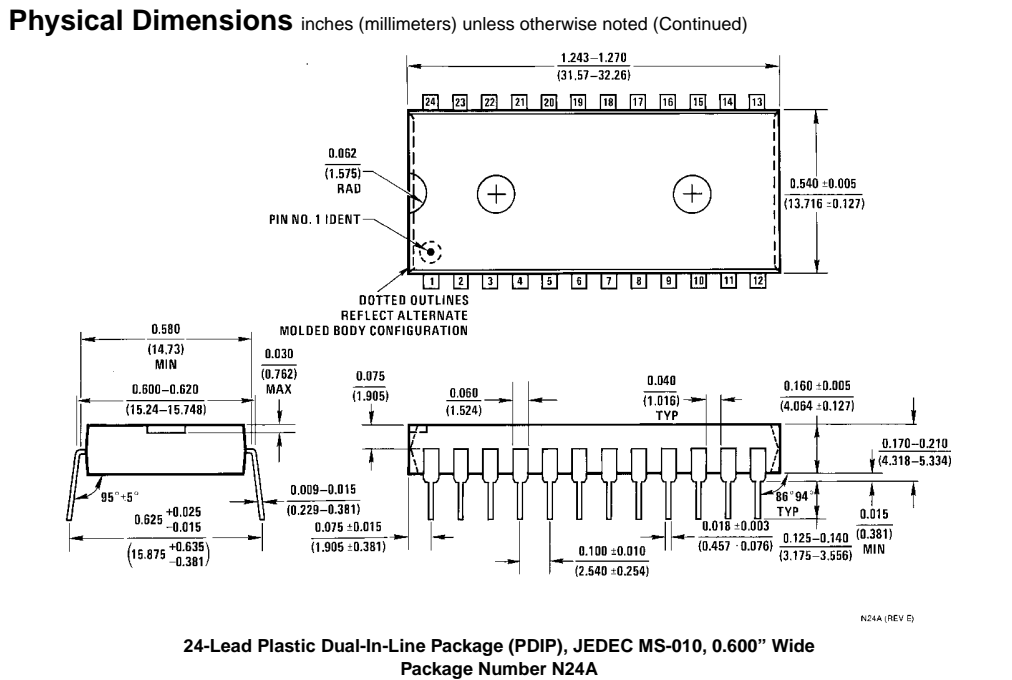 Physical Dimensions inches (millimeters) unless otherwise noted (Continued)
1.243–1.270
(31.57–32.26)
24 23 22 21 20 19 18 17 16 15 14 13
0.062
(1.575)
RAD
0.540 ±0.005
(13.716 ±0.127)
PIN NO. 1 IDENT
1 2 3 4 5 6 7 8 9 10 11 12
DOTTED OUTLINES
REFLECT ALTERNATE
MOLDED BODY CONFIGURATION
0.580
(14.73)
MIN
0.030
(0.762)
MAX
0.600–0.620
(15.24–15.748)
0.075
(1.905)
0.060
(1.524)
0.040
(1.016)
TYP
0.160 ±0.005
(4.064 ±0.127)
0.170–0.210
(4.318–5.334)
95°±5°
0.009–0.015
(0.229–0.381)
86° 94°
TYP
0.625 +0.025
-0.015
(15.875 +0.635
-0.381)
0.075 ±0.015
(1.905 ±0.381)
0.100 ±0.010
(2.540 ±0.254)
0.018 ±0.003
(0.457 ±0.076)
0.125–0.140
(3.175–3.556)
0.015
(0.381)
MIN
N24A (REV E)
24-Lead Plastic Dual-In-Line Package (PDIP), JEDEC MS-010, 0.600” Wide
Package Number N24A